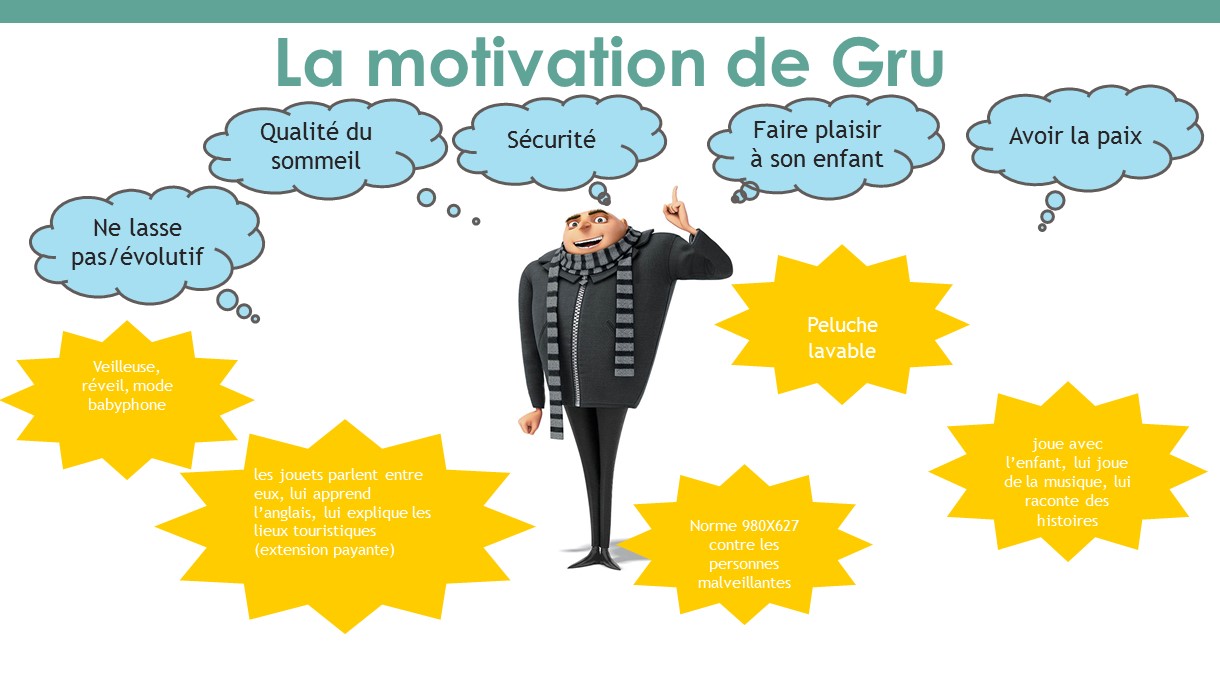 La motivation de Gru
Qualité du
sommeil
Sécurité
Faire plaisir
à son enfant
Avoir la paix
Ne lasse
pas/évolutif
Peluche
lavable
Veilleuse,
réveil, mode
babyphone
les jouets parlent entre
eux, lui apprend
l’anglais, lui explique les
lieux touristiques
(extension payante)
Norme 980X627
contre les
personnes
malveillantes
joue avec
l’enfant, lui joue
de la musique, lui
raconte des
histoires